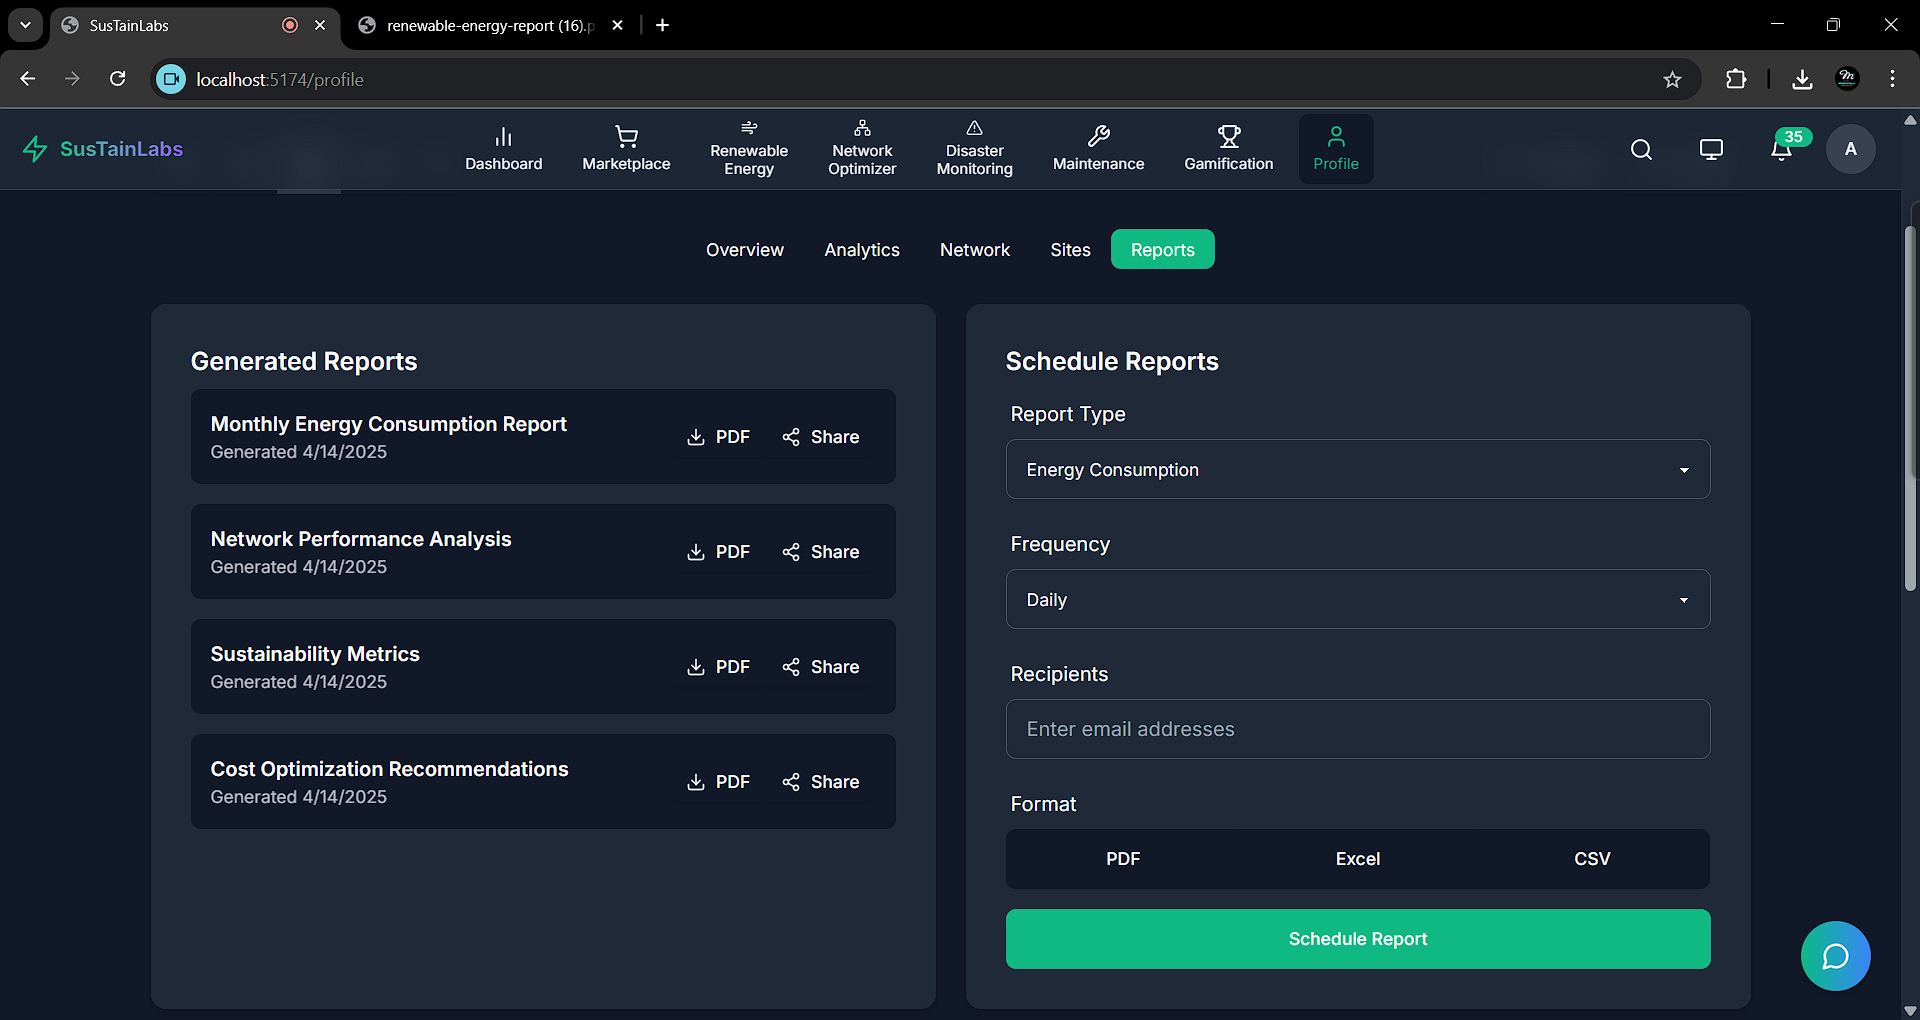 SusTainLabs
renewable-energy-report (16).p
localhost:5174/profile
SusTainLabs
Dashboard
Marketplace
Renewable
Energy
Network
Optimizer
Disaster
Monitoring
Maintenance
Gamification
Profile
35
A
Overview
Analytics
Network
Sites
Reports
Generated Reports
Monthly Energy Consumption Report
Generated 4/14/2025
PDF
Share
Network Performance Analysis
Generated 4/14/2025
PDF
Share
Sustainability Metrics
Generated 4/14/2025
PDF
Share
Cost Optimization Recommendations
Generated 4/14/2025
PDF
Share
Schedule Reports
Report Type
Energy Consumption
Frequency
Daily
Recipients
Enter email addresses
Format
PDF
Excel
CSV
Schedule Report